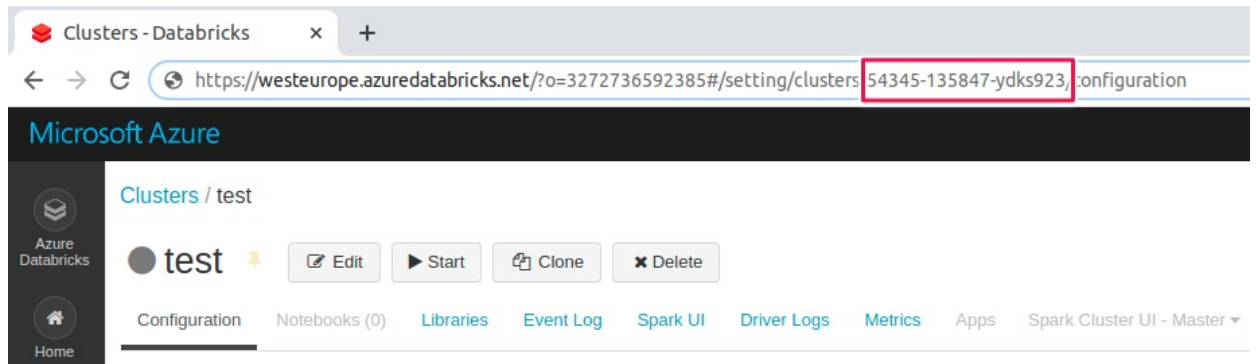 Clusters - Databricks
https://westeurope.azuredatabricks.net/?o=3272736592385#/setting/clusters 54345-135847-ydks923/configuration
Microsoft Azure
Clusters / test
Azure
Databricks
test Edit Start Clone Delete
Configuration Notebooks (0) Libraries Event Log Spark UI Driver Logs Metrics Apps Spark Cluster UI - Master
Home